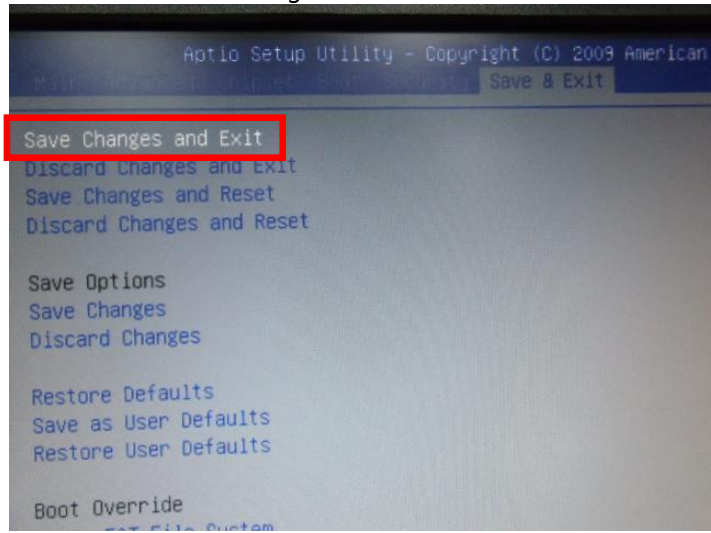 Aptio Setup Utility - Copyright (C) 2009 American
Main Save & Exit
Save Changes and Exit
Discard Changes and Exit
Save Changes and Reset
Discard Changes and Reset
Save Options
Save Changes
Discard Changes
Restore Defaults
Save as User Defaults
Restore User Defaults
Boot Override